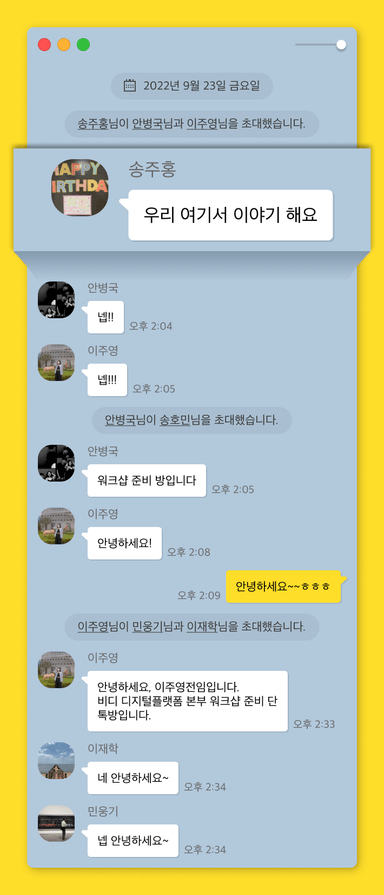 2022년 9월 23일 금요일
송주홍님이 안병국님과 이주영님을 초대했습니다.
HAPPY
BIRTHDAY
송주홍
우리 여기서 이야기 해요
안병국
넵!!
오후 2:04
이주영
넵!!!
오후 2:05
안병국님이 송호민님을 초대했습니다.
안병국
워크샵 준비 방입니다
오후 2:05
이주영
안녕하세요!
오후 2:08
안녕하세요~~ㅎㅎㅎ
오후 2:09
이주영님이 민웅기님과 이재학님을 초대했습니다.
이주영
안녕하세요, 이주영전임입니다.
비디 디지털플랫폼 본부 워크샵 준비 단
톡방입니다.
오후 2:33
이재학
네 안녕하세요~
오후 2:34
민웅기
넵 안녕하세요~
오후 2:34